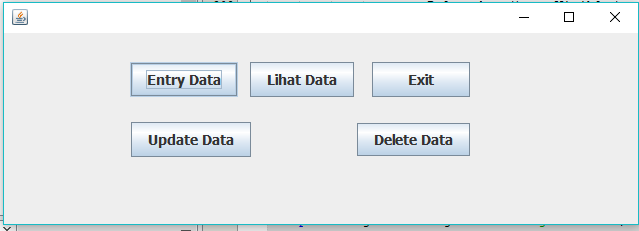 Entry Data Lihat Data Exit
Update Data Delete Data